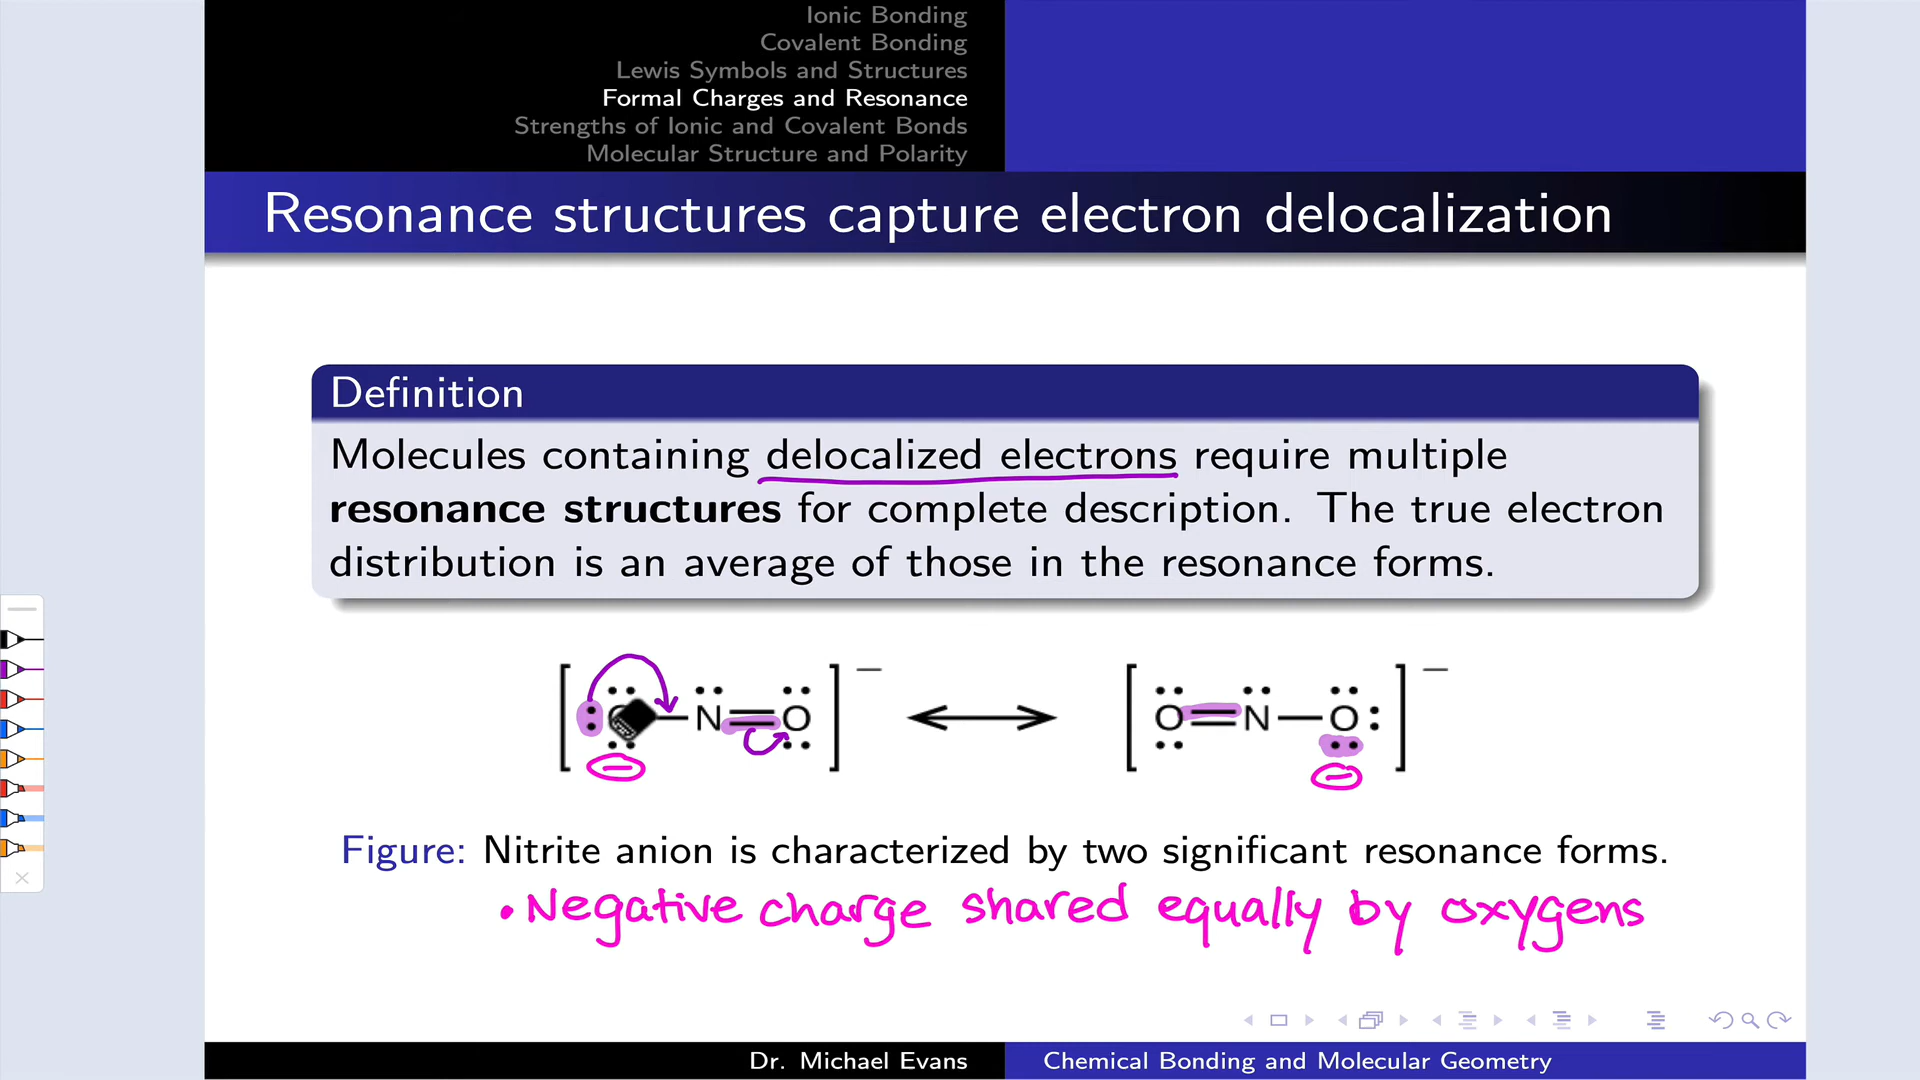 Ionic Bonding
Covalent Bonding
Lewis Symbols and Structures
Formal Charges and Resonance
Strengths of Ionic and Covalent Bonds
Molecular Structure and Polarity
Resonance structures capture electron delocalization
Definition
Molecules containing delocalized electrons require multiple
resonance structures for complete description. The true electron
distribution is an average of those in the resonance forms.
[O—N=O]⁻ ↔ [O=N—O]⁻
Figure: Nitrite anion is characterized by two significant resonance forms.
• Negative charge shared equally by oxygens
Dr. Michael Evans Chemical Bonding and Molecular Geometry